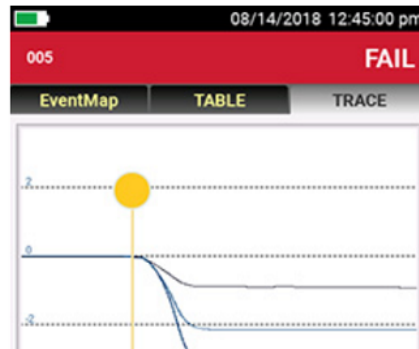 08/14/2018 12:45:00 pm
005 FAIL
EventMap TABLE TRACE
2
0
-2